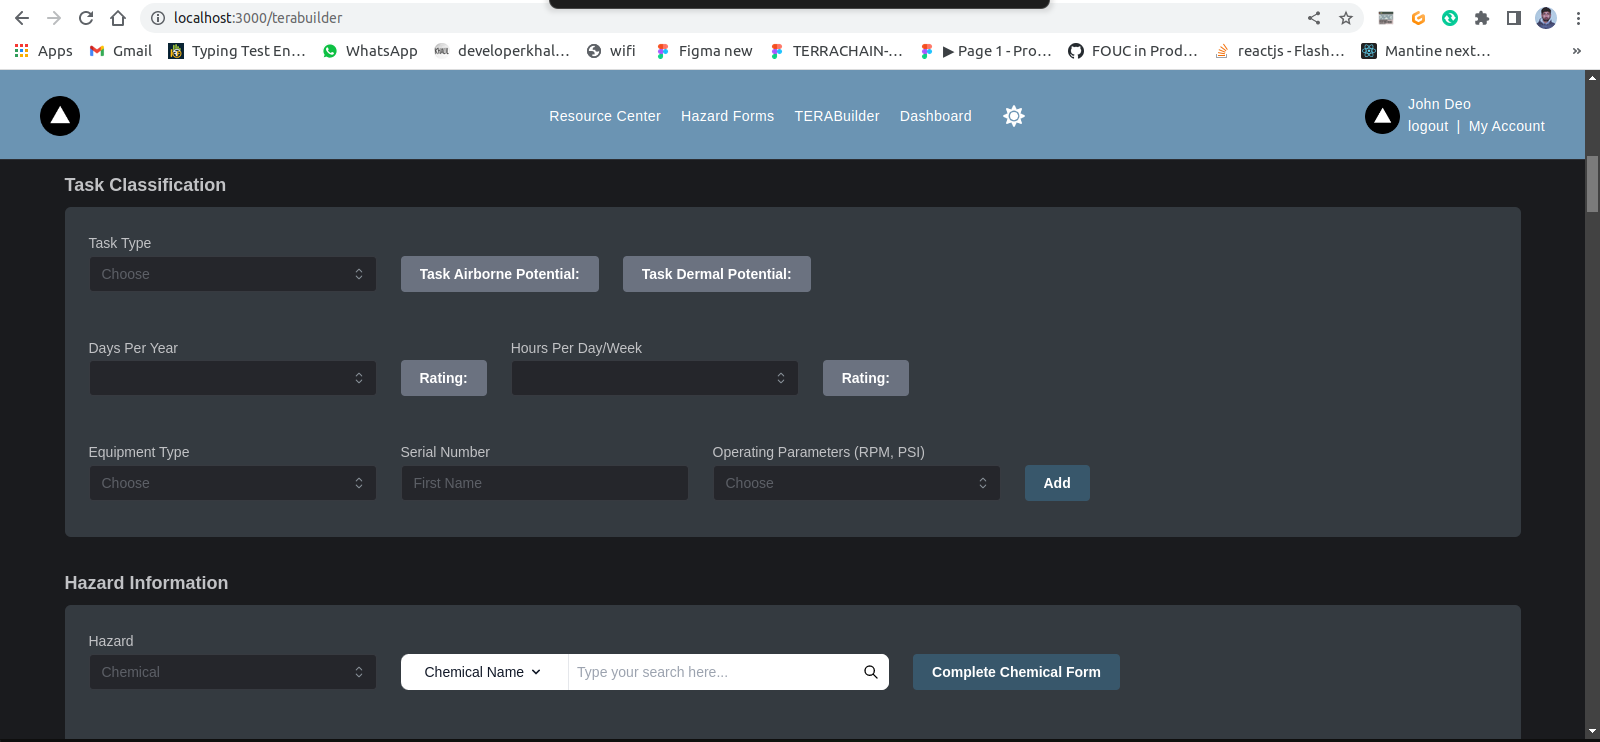 localhost:3000/terabuilder
Apps Gmail Typing Test En... WhatsApp developerkhal... wifi Figma new TERRACHAIN-... ▶ Page 1 - Pro... FOUC in Prod... reactjs - Flash... Mantine next... »
Resource Center Hazard Forms TERABuilder Dashboard
John Deo
logout | My Account
Task Classification
Task Type
Choose Task Airborne Potential: Task Dermal Potential:
Days Per Year Hours Per Day/Week
Rating: Rating:
Equipment Type Serial Number Operating Parameters (RPM, PSI)
Choose First Name Choose Add
Hazard Information
Hazard
Chemical Chemical Name Type your search here... Complete Chemical Form